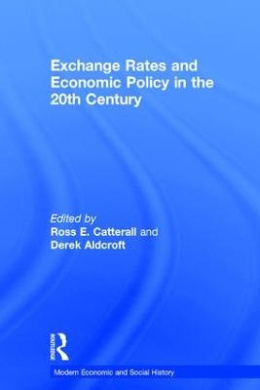 Exchange Rates and
Economic Policy in the
20th Century
Edited by
Ross E. Catterall and
Derek Aldcroft
Routledge
Modern Economic and Social History